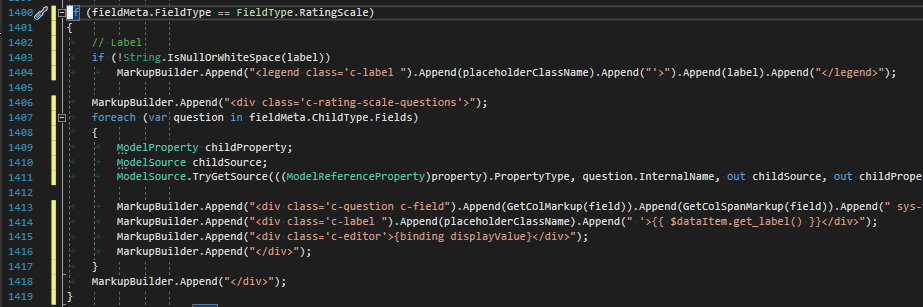 1400 if (fieldMeta.FieldType == FieldType.RatingScale)
1401 {
1402 // Label
1403 if (!String.IsNullOrWhiteSpace(label))
1404 MarkupBuilder.Append("<legend class='c-label ").Append(placeholderClassName).Append("'>").Append(label).Append("</legend>");
1405
1406 MarkupBuilder.Append("<div class='c-rating-scale-questions'>");
1407 foreach (var question in fieldMeta.ChildType.Fields)
1408 {
1409 ModelProperty childProperty;
1410 ModelSource childSource;
1411 ModelSource.TryGetSource(((ModelReferenceProperty)property).PropertyType, question.InternalName, out childSource, out childPrope
1412
1413 MarkupBuilder.Append("<div class='c-question c-field").Append(GetColMarkup(field)).Append(GetColSpanMarkup(field)).Append(" sys-
1414 MarkupBuilder.Append("<div class='c-label ").Append(placeholderClassName).Append(" '>{{ $dataItem.get_label() }}</div>");
1415 MarkupBuilder.Append("<div class='c-editor'>{binding displayValue}</div>");
1416 MarkupBuilder.Append("</div>");
1417 }
1418 MarkupBuilder.Append("</div>");
1419 }